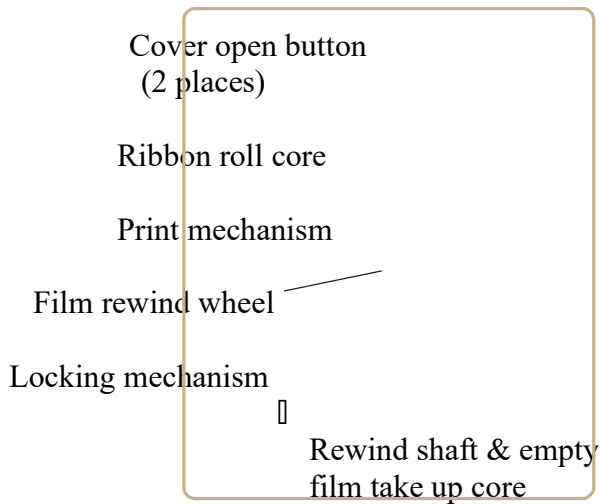 Cover open button
(2 places)
Ribbon roll core
Print mechanism
Film rewind wheel
Locking mechanism
Rewind shaft & empty
film take up core